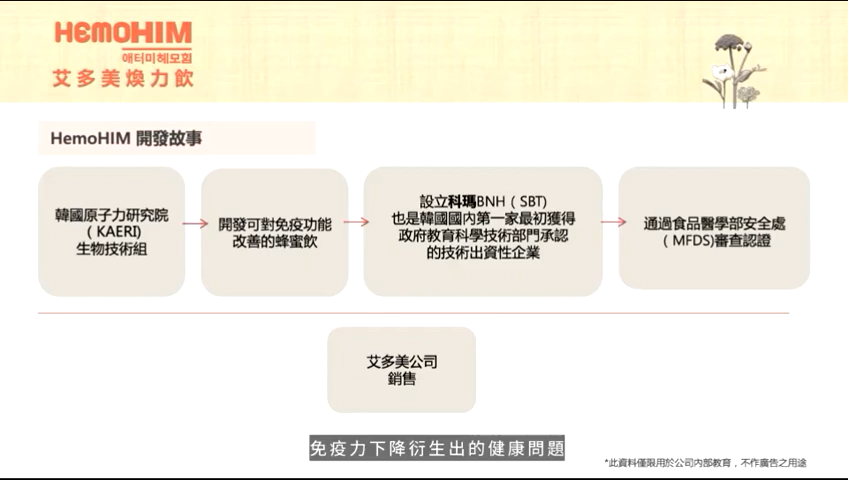 HEMOHIM
애터미헤모힘
艾多美煥力飲
HemoHIM 開發故事
韓國原子力研究院
（KAERI)
生物技術組
開發可對免疫功能
改善的蜂蜜飲
設立科瑪BNH（SBT)
也是韓國國內第一家最初獲得
政府教育科學技術部門承認
的技術出資性企業
通過食品醫學部安全處
（MFDS)審查認證
艾多美公司
銷售
免疫力下降衍生出的健康問題
*此資料僅限用於公司內部教育，不作廣告之用途